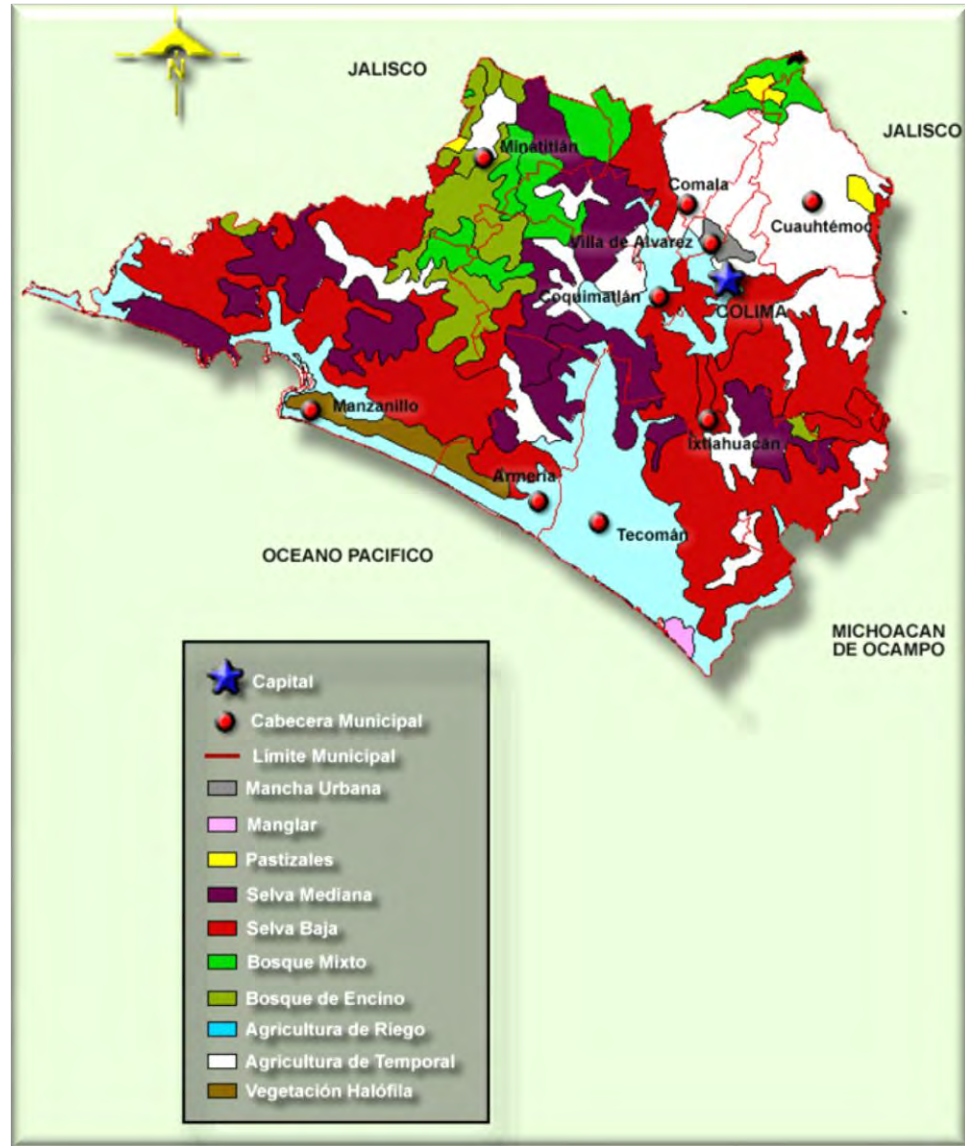 N
JALISCO
JALISCO
Minatitlán
Comala
Cuauhtémoc
Villa de Alvarez
Coquimatlán
COLIMA
Manzanillo
Ixtlahuacán
Armería
Tecomán
OCEANO PACIFICO
MICHOACAN
DE OCAMPO
Capital
Cabecera Municipal
Límite Municipal
Mancha Urbana
Manglar
Pastizales
Selva Mediana
Selva Baja
Bosque Mixto
Bosque de Encino
Agricultura de Riego
Agricultura de Temporal
Vegetación Halófila